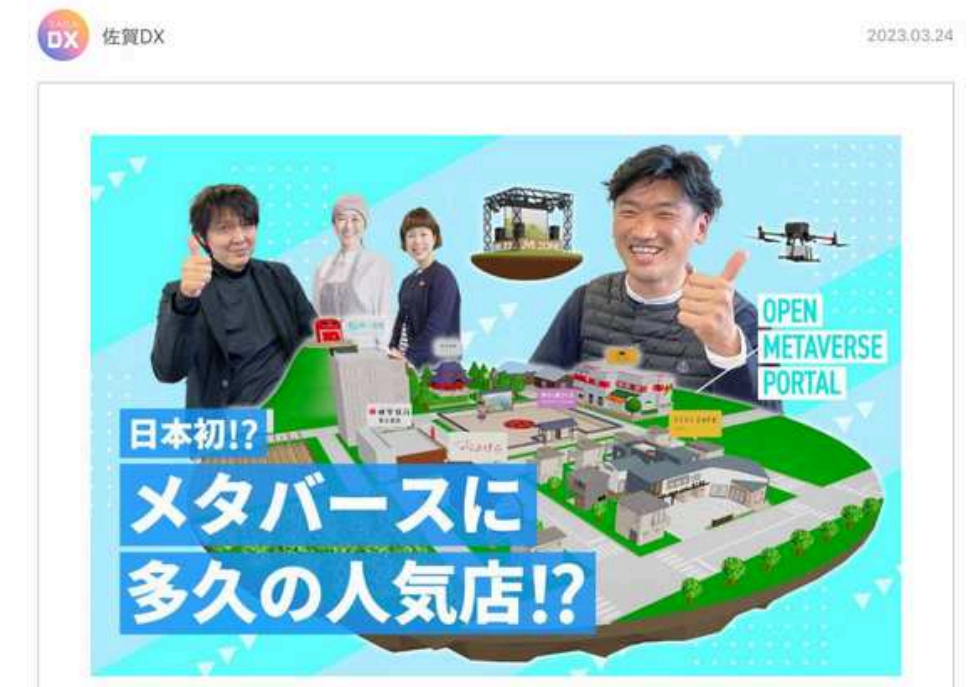 SAGA
DX
佐賀DX
2023.03.24
OPEN
METAVERSE
PORTAL
日本初!?
メタバースに
多久の人気店!?